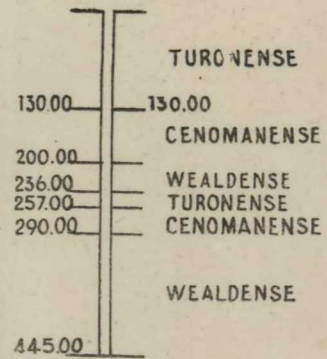 TURONENSE
130.00 130.00
CENOMANENSE
200.00
WEALDENSE
236.00
TURONENSE
257.00
CENOMANENSE
290.00
WEALDENSE
445.00